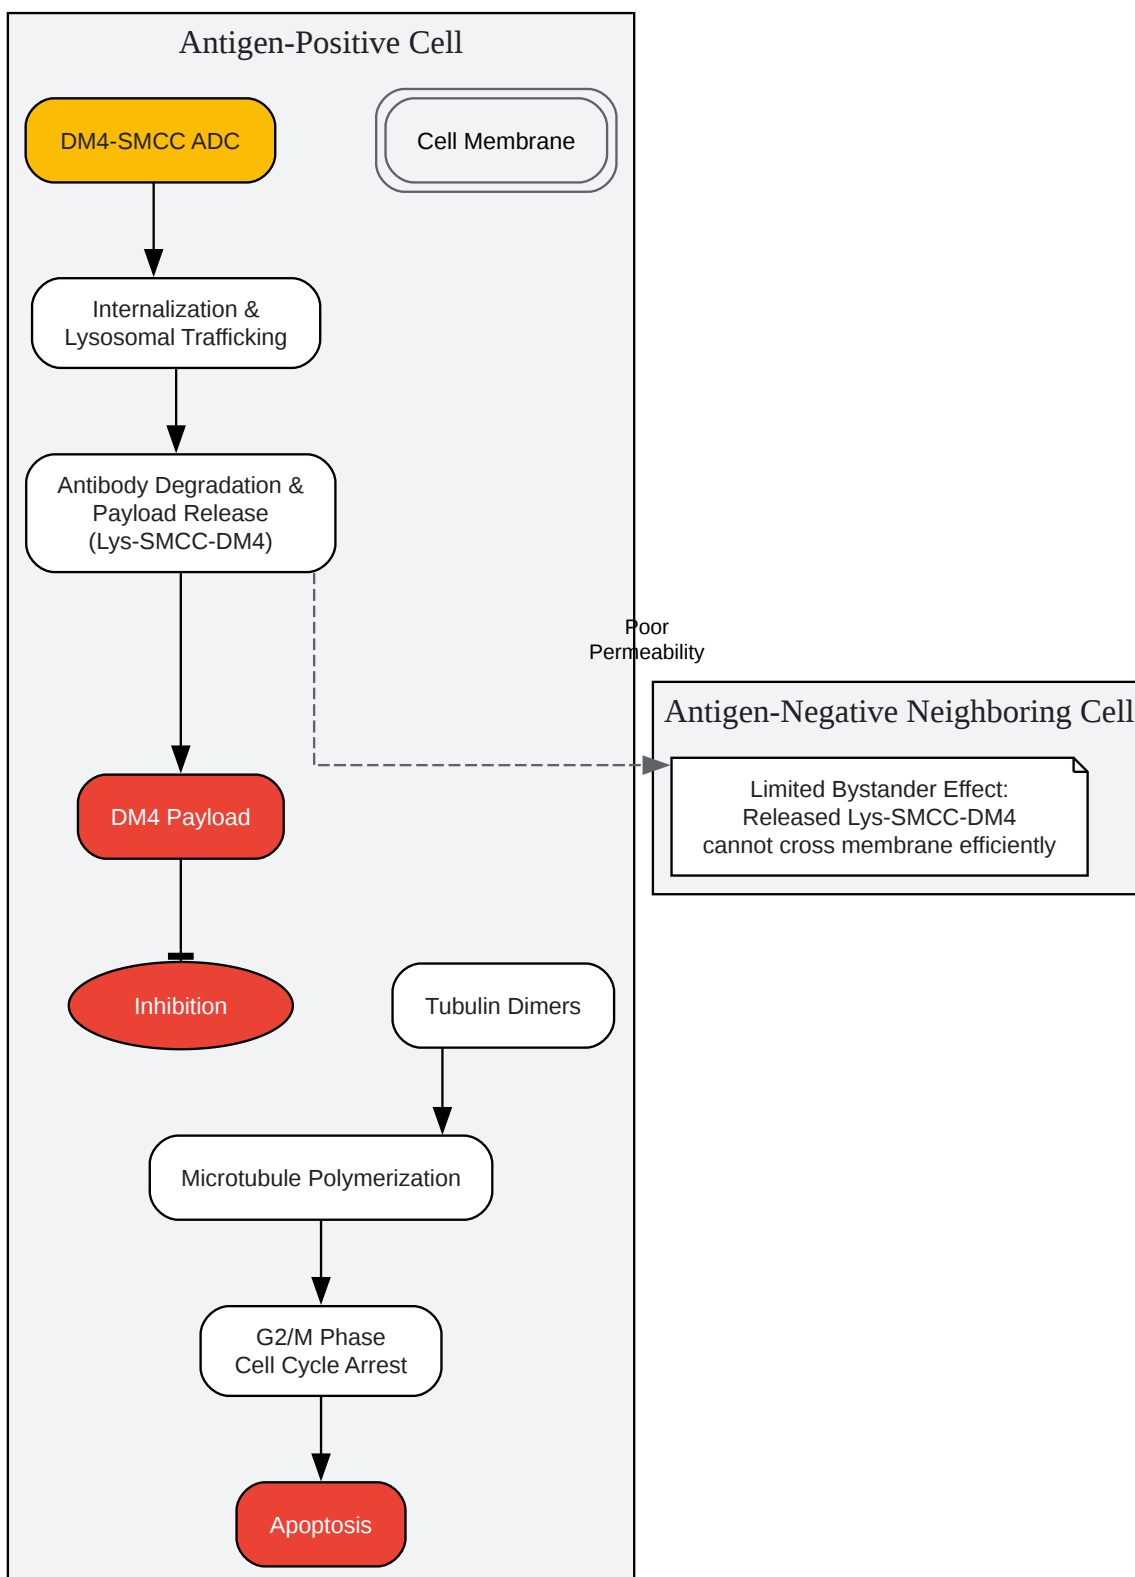 Antigen-Positive Cell
DM4-SMCC ADC
Cell Membrane
Internalization &
Lysosomal Trafficking
Antibody Degradation &
Payload Release
(Lys-SMCC-DM4)
Poor
Permeability
Antigen-Negative Neighboring Cell
Limited Bystander Effect:
Released Lys-SMCC-DM4
cannot cross membrane efficiently
DM4 Payload
Inhibition
Tubulin Dimers
Microtubule Polymerization
G2/M Phase
Cell Cycle Arrest
Apoptosis